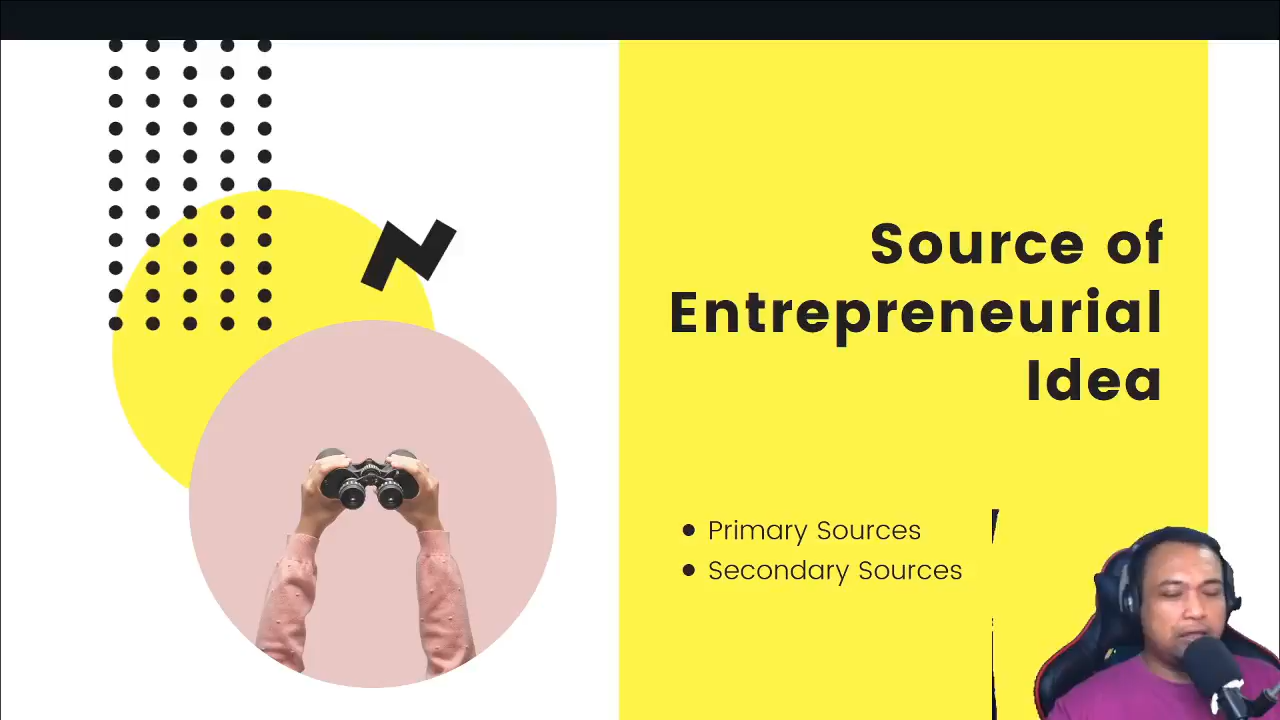 Source of
Entrepreneurial
Idea
Primary Sources
Secondary Sources